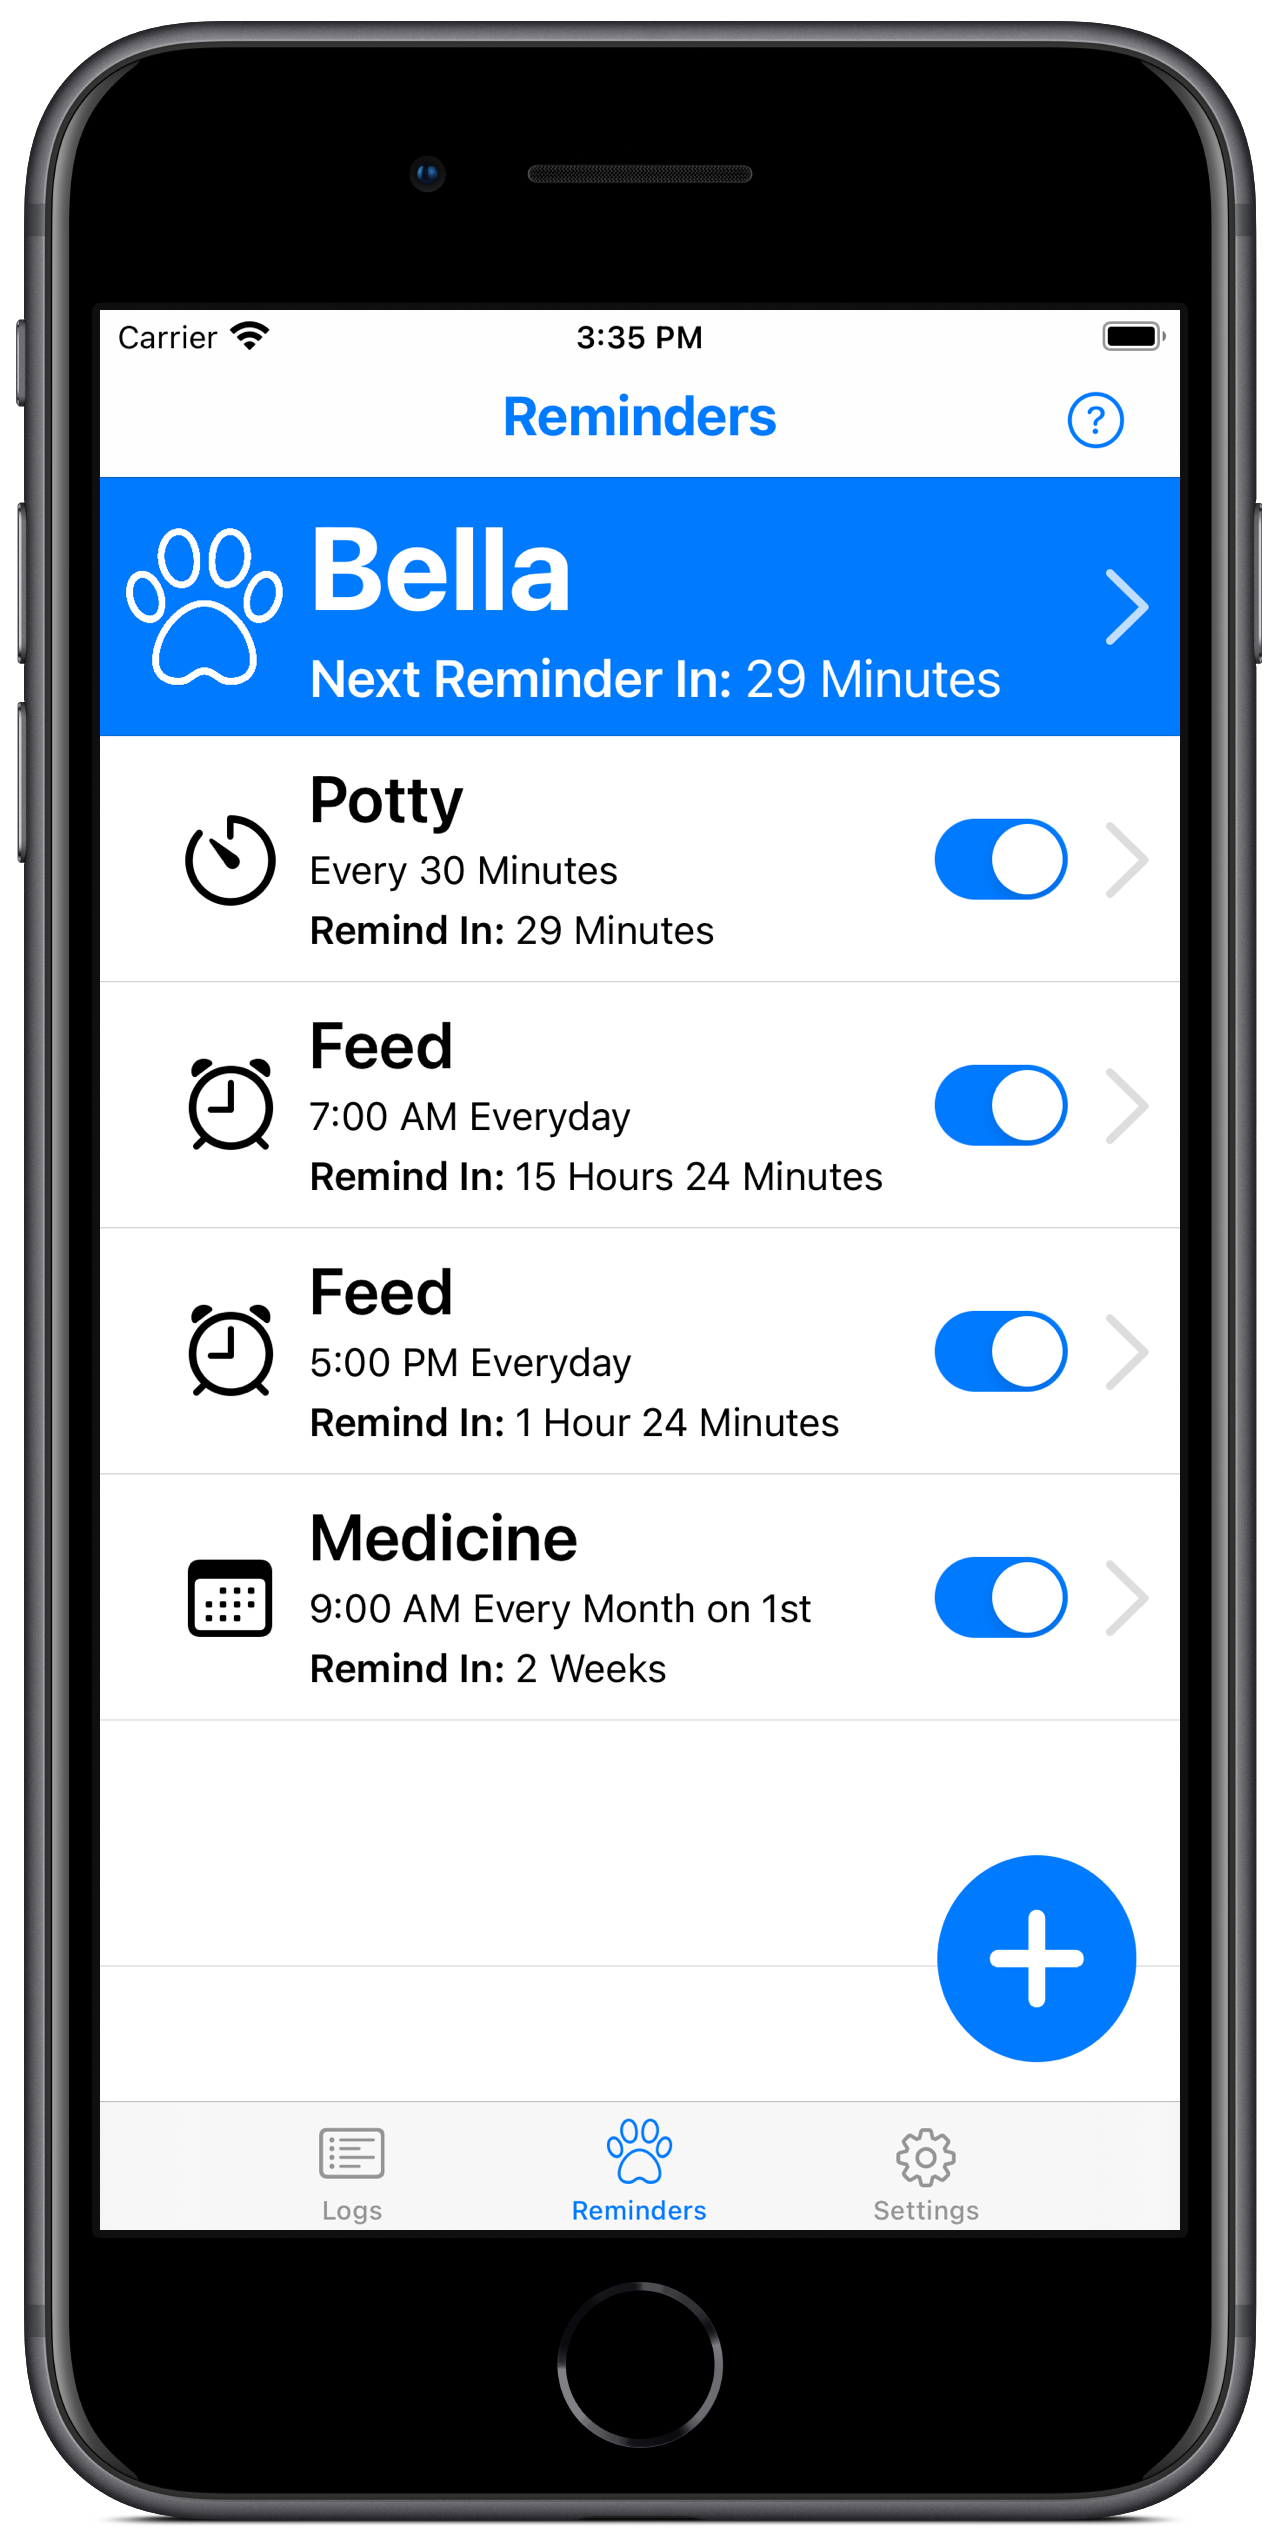 Carrier
3:35 PM
Reminders
?
Bella
Next Reminder In: 29 Minutes
Potty
Every 30 Minutes
Remind In: 29 Minutes
Feed
7:00 AM Everyday
Remind In: 15 Hours 24 Minutes
Feed
5:00 PM Everyday
Remind In: 1 Hour 24 Minutes
Medicine
9:00 AM Every Month on 1st
Remind In: 2 Weeks
Logs
Reminders
Settings